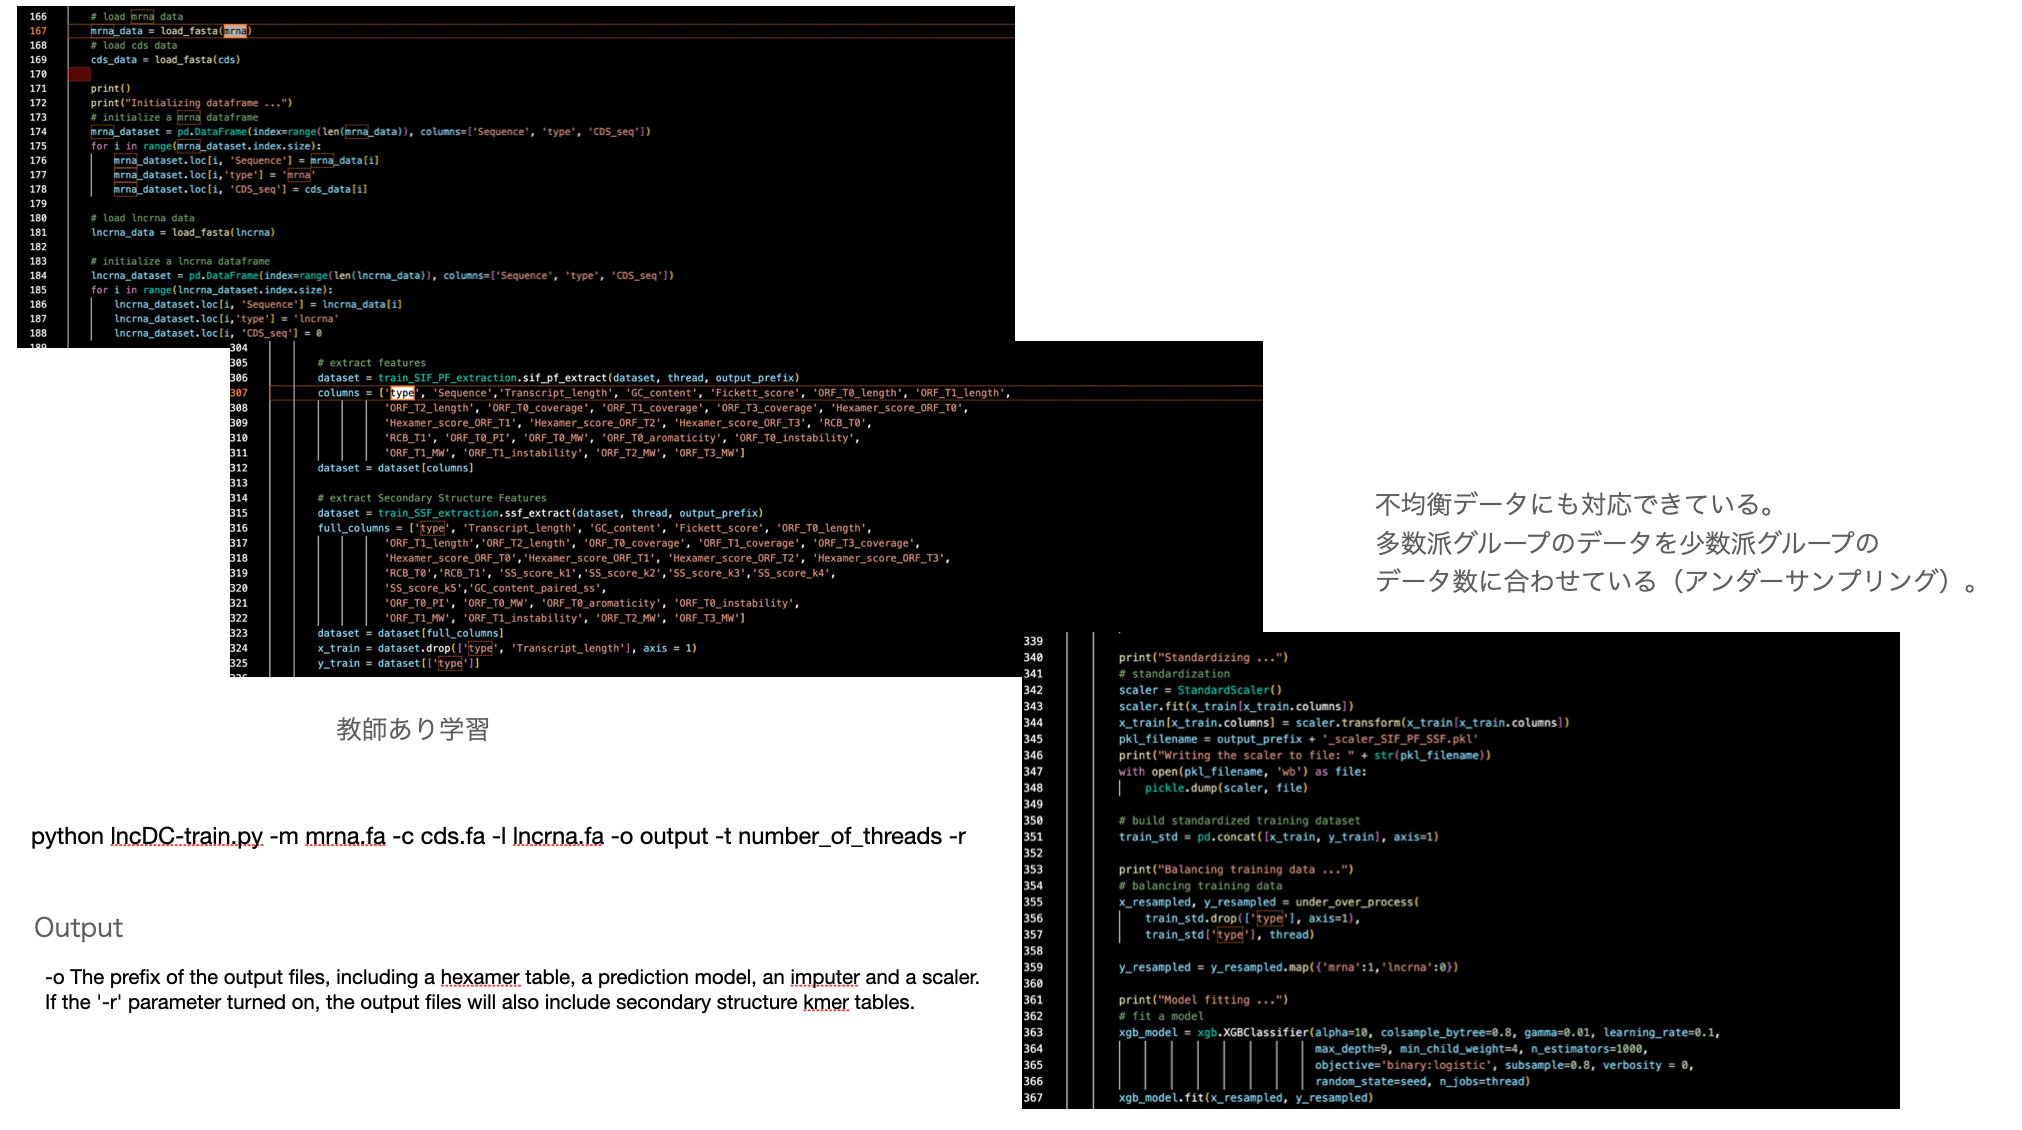 166 # load mrna data
167 mrna_data = load_fasta(mrna)
168 # load cds data
169 cds_data = load_fasta(cds)
170
171 print()
172 print("Initializing dataframe ...")
173 # initialize a mrna dataframe
174 mrna_dataset = pd.DataFrame(index=range(len(mrna_data)), columns=['Sequence', 'type', 'CDS_seq'])
175 for i in range(mrna_dataset.index.size):
176 mrna_dataset.loc[i, 'Sequence'] = mrna_data[i]
177 mrna_dataset.loc[i,'type'] = 'mrna'
178 mrna_dataset.loc[i, 'CDS_seq'] = cds_data[i]
179
180 # load lncrna data
181 lncrna_data = load_fasta(lncrna)
182
183 # initialize a lncrna dataframe
184 lncrna_dataset = pd.DataFrame(index=range(len(lncrna_data)), columns=['Sequence', 'type', 'CDS_seq'])
185 for i in range(lncrna_dataset.index.size):
186 lncrna_dataset.loc[i, 'Sequence'] = lncrna_data[i]
187 lncrna_dataset.loc[i,'type'] = 'lncrna'
188 lncrna_dataset.loc[i, 'CDS_seq'] = 0
189
304
305 # extract features
306 dataset = train_SIF_PF_extraction.sif_pf_extract(dataset, thread, output_prefix)
307 columns = ['type', 'Sequence','Transcript_length', 'GC_content', 'Fickett_score', 'ORF_T0_length', 'ORF_T1_length',
308 'ORF_T2_length', 'ORF_T0_coverage', 'ORF_T1_coverage', 'ORF_T3_coverage', 'Hexamer_score_ORF_T0',
309 'Hexamer_score_ORF_T1', 'Hexamer_score_ORF_T2', 'Hexamer_score_ORF_T3', 'RCB_T0',
310 'RCB_T1', 'ORF_T0_PI', 'ORF_T0_MW', 'ORF_T0_aromaticity', 'ORF_T0_instability',
311 'ORF_T1_MW', 'ORF_T1_instability', 'ORF_T2_MW', 'ORF_T3_MW']
312 dataset = dataset[columns]
313
314 # extract Secondary Structure Features
315 dataset = train_SSF_extraction.ssf_extract(dataset, thread, output_prefix)
316 full_columns = ['type', 'Transcript_length', 'GC_content', 'Fickett_score', 'ORF_T0_length',
317 'ORF_T1_length','ORF_T2_length', 'ORF_T0_coverage', 'ORF_T1_coverage', 'ORF_T3_coverage',
318 'Hexamer_score_ORF_T0','Hexamer_score_ORF_T1', 'Hexamer_score_ORF_T2', 'Hexamer_score_ORF_T3',
319 'RCB_T0','RCB_T1', 'SS_score_k1','SS_score_k2','SS_score_k3','SS_score_k4',
320 'SS_score_k5','GC_content_paired_ss',
321 'ORF_T0_PI', 'ORF_T0_MW', 'ORF_T0_aromaticity', 'ORF_T0_instability',
322 'ORF_T1_MW', 'ORF_T1_instability', 'ORF_T2_MW', 'ORF_T3_MW']
323 dataset = dataset[full_columns]
324 x_train = dataset.drop(['type', 'Transcript_length'], axis = 1)
325 y_train = dataset[['type']]
不均衡データにも対応できている。
多数派グループのデータを少数派グループの
データ数に合わせている（アンダーサンプリング）。
339
340 print("Standardizing ...")
341 # standardization
342 scaler = StandardScaler()
343 scaler.fit(x_train[x_train.columns])
344 x_train[x_train.columns] = scaler.transform(x_train[x_train.columns])
345 pkl_filename = output_prefix + '_scaler_SIF_PF_SSF.pkl'
346 print("Writing the scaler to file: " + str(pkl_filename))
347 with open(pkl_filename, 'wb') as file:
348 pickle.dump(scaler, file)
349
350 # build standardized training dataset
351 train_std = pd.concat([x_train, y_train], axis=1)
352
353 print("Balancing training data ...")
354 # balancing training data
355 x_resampled, y_resampled = under_over_process(
356 train_std.drop(['type'], axis=1),
357 train_std['type'], thread)
358
359 y_resampled = y_resampled.map({'mrna':1,'lncrna':0})
360
361 print("Model fitting ...")
362 # fit a model
363 xgb_model = xgb.XGBClassifier(alpha=10, colsample_bytree=0.8, gamma=0.01, learning_rate=0.1,
364 max_depth=9, min_child_weight=4, n_estimators=1000,
365 objective='binary:logistic', subsample=0.8, verbosity = 0,
366 random_state=seed, n_jobs=thread)
367 xgb_model.fit(x_resampled, y_resampled)
教師あり学習
python lncDC-train.py -m mrna.fa -c cds.fa -l lncrna.fa -o output -t number_of_threads -r
Output
-o The prefix of the output files, including a hexamer table, a prediction model, an imputer and a scaler.
If the '-r' parameter turned on, the output files will also include secondary structure kmer tables.